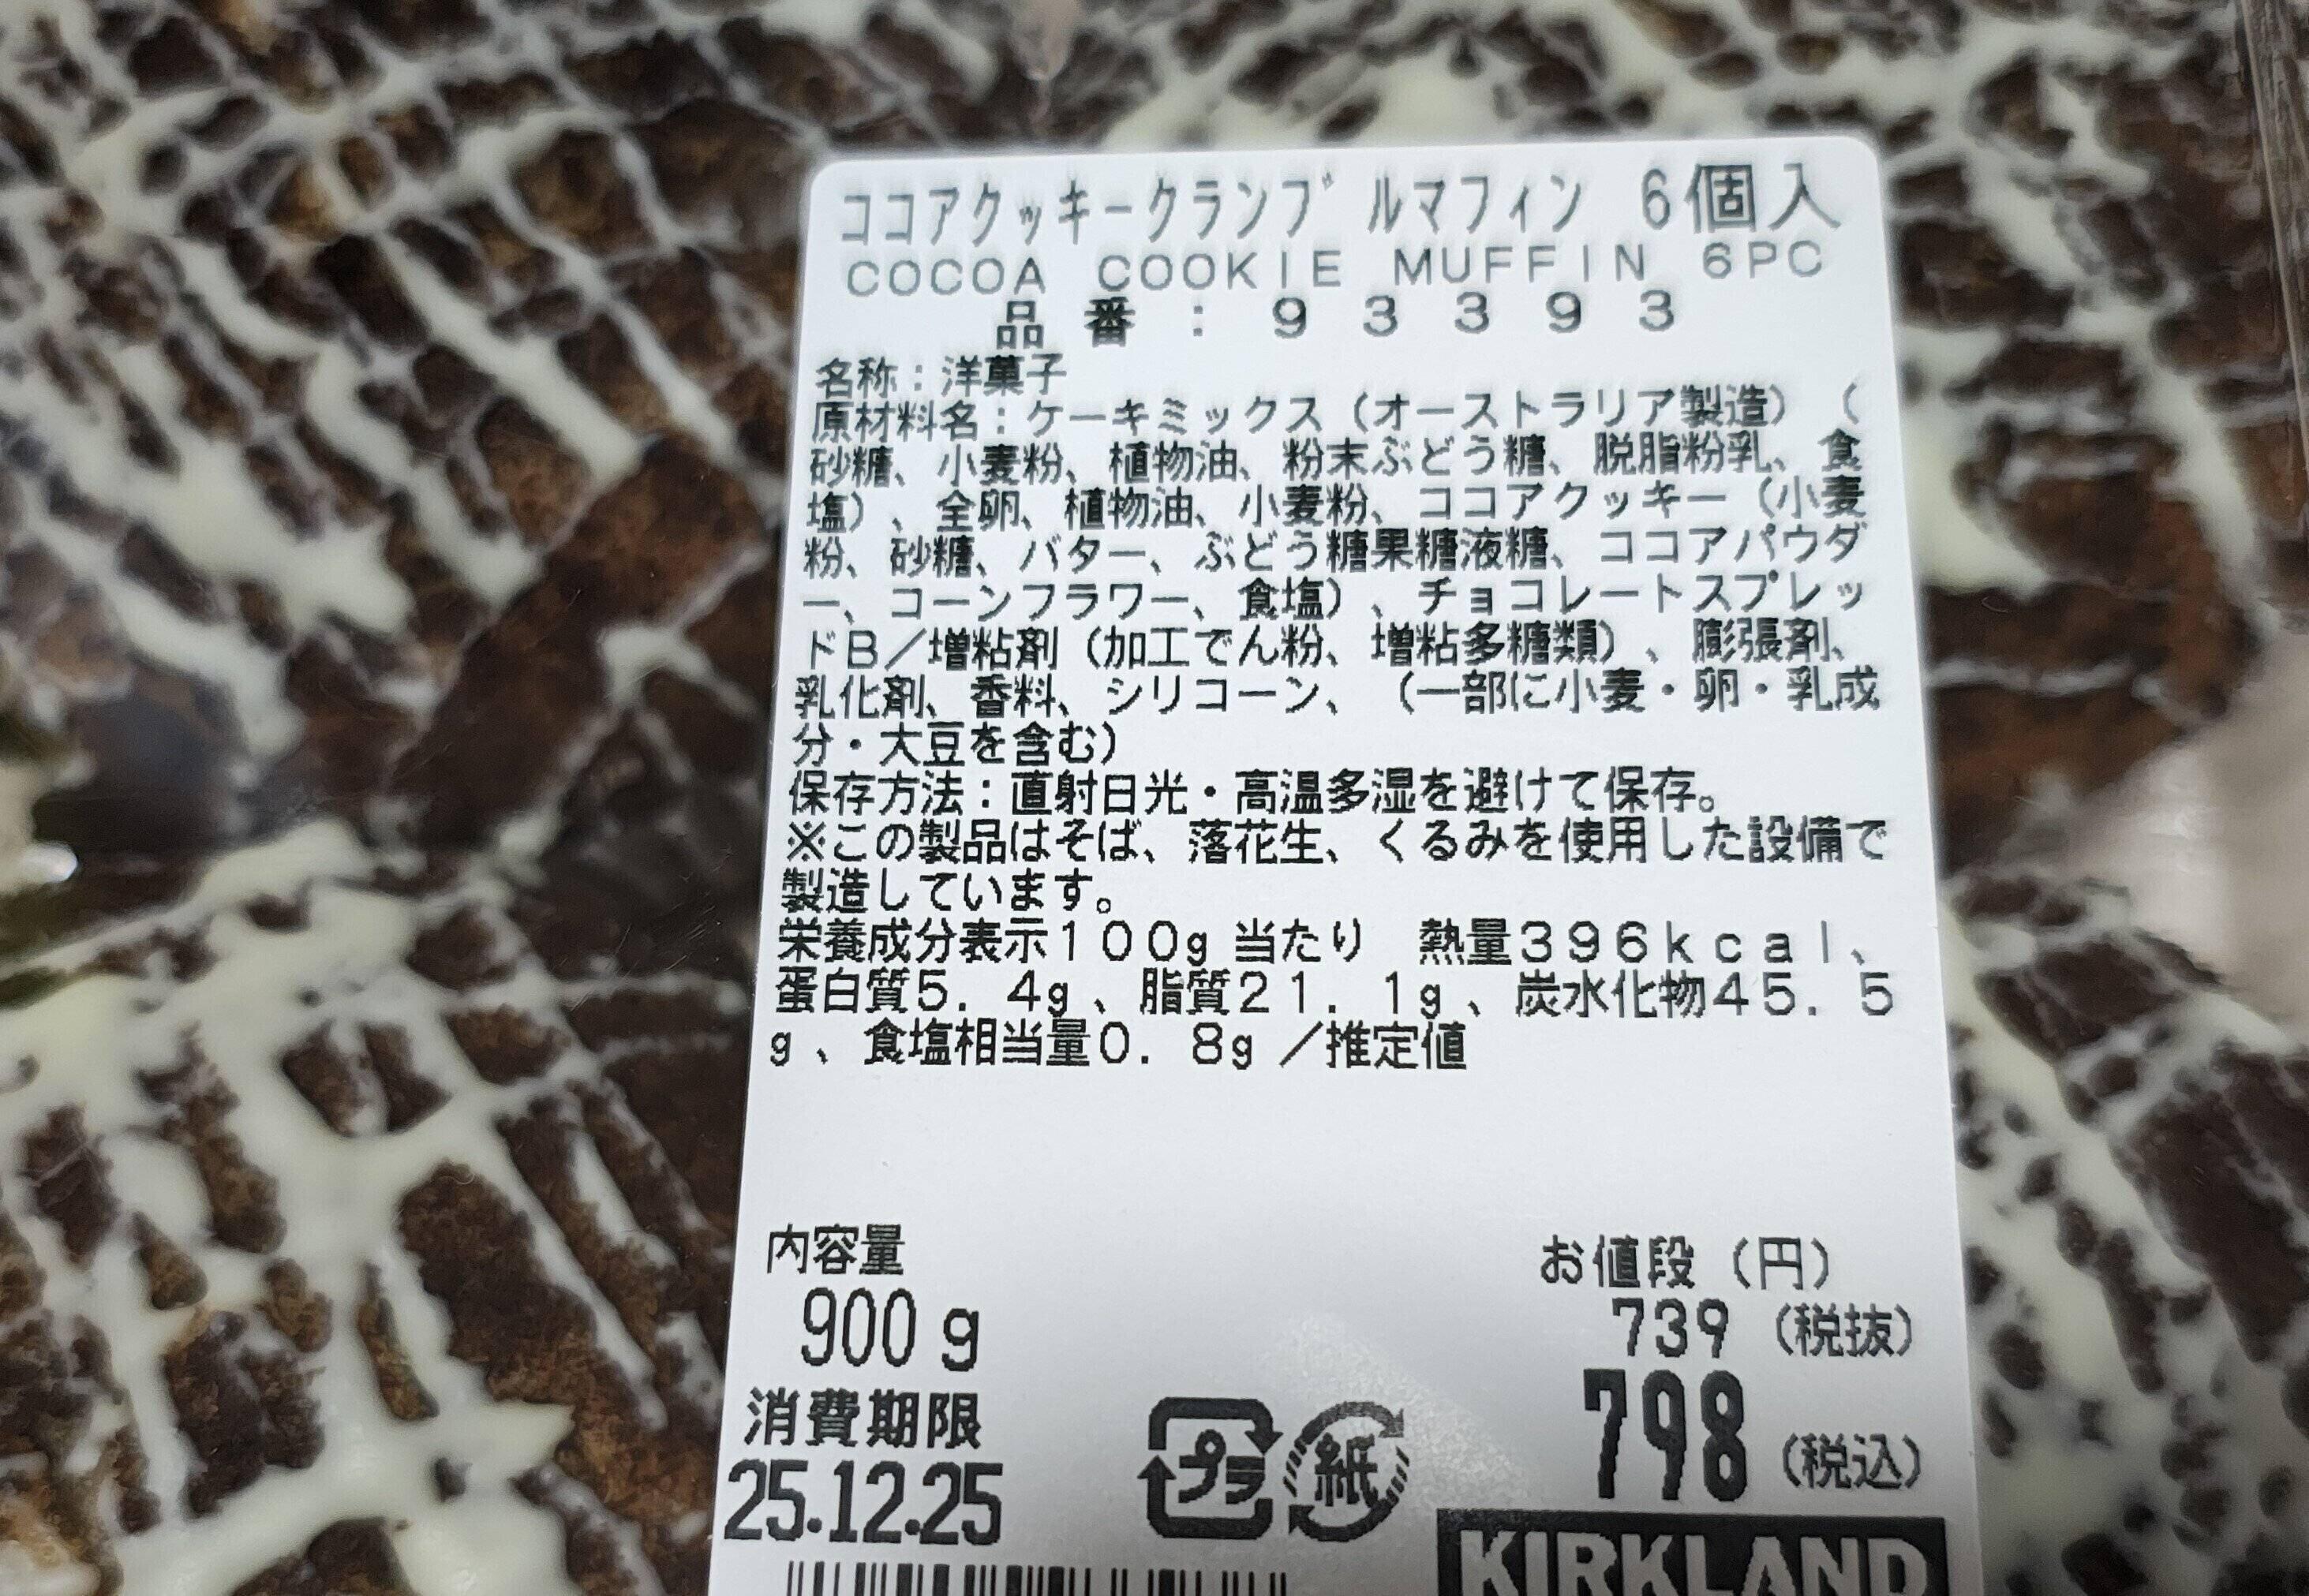 ココアクッキークランブルマフィン 6個入
COCOA COOKIE MUFFIN 6PC
品番:93393
名称:洋菓子
原材料名:ケーキミックス(オーストラリア製造)(
砂糖、小麦粉、植物油、粉末ぶどう糖、脱脂粉乳、食
塩)、全卵、植物油、小麦粉、ココアクッキー(小麦
粉、砂糖、バター、ぶどう糖果糖液糖、ココアパウダ
ー、コーンフラワー、食塩)、チョコレートスプレッ
ドB/増粘剤(加工でん粉、増粘多糖類)、膨張剤、
乳化剤、香料、シリコーン、(一部に小麦・卵・乳成
分・大豆を含む)
保存方法:直射日光・高温多湿を避けて保存。
※この製品はそば、落花生、くるみを使用した設備で
製造しています。
栄養成分表示100g当たり 熱量396kcal、
蛋白質5.4g、脂質21.1g、炭水化物45.5
g、食塩相当量0.8g/推定値
内容量
900g
お値段(円)
739(税抜)
798(税込)
消費期限
25.12.25
プラ
紙
KIRKLAND